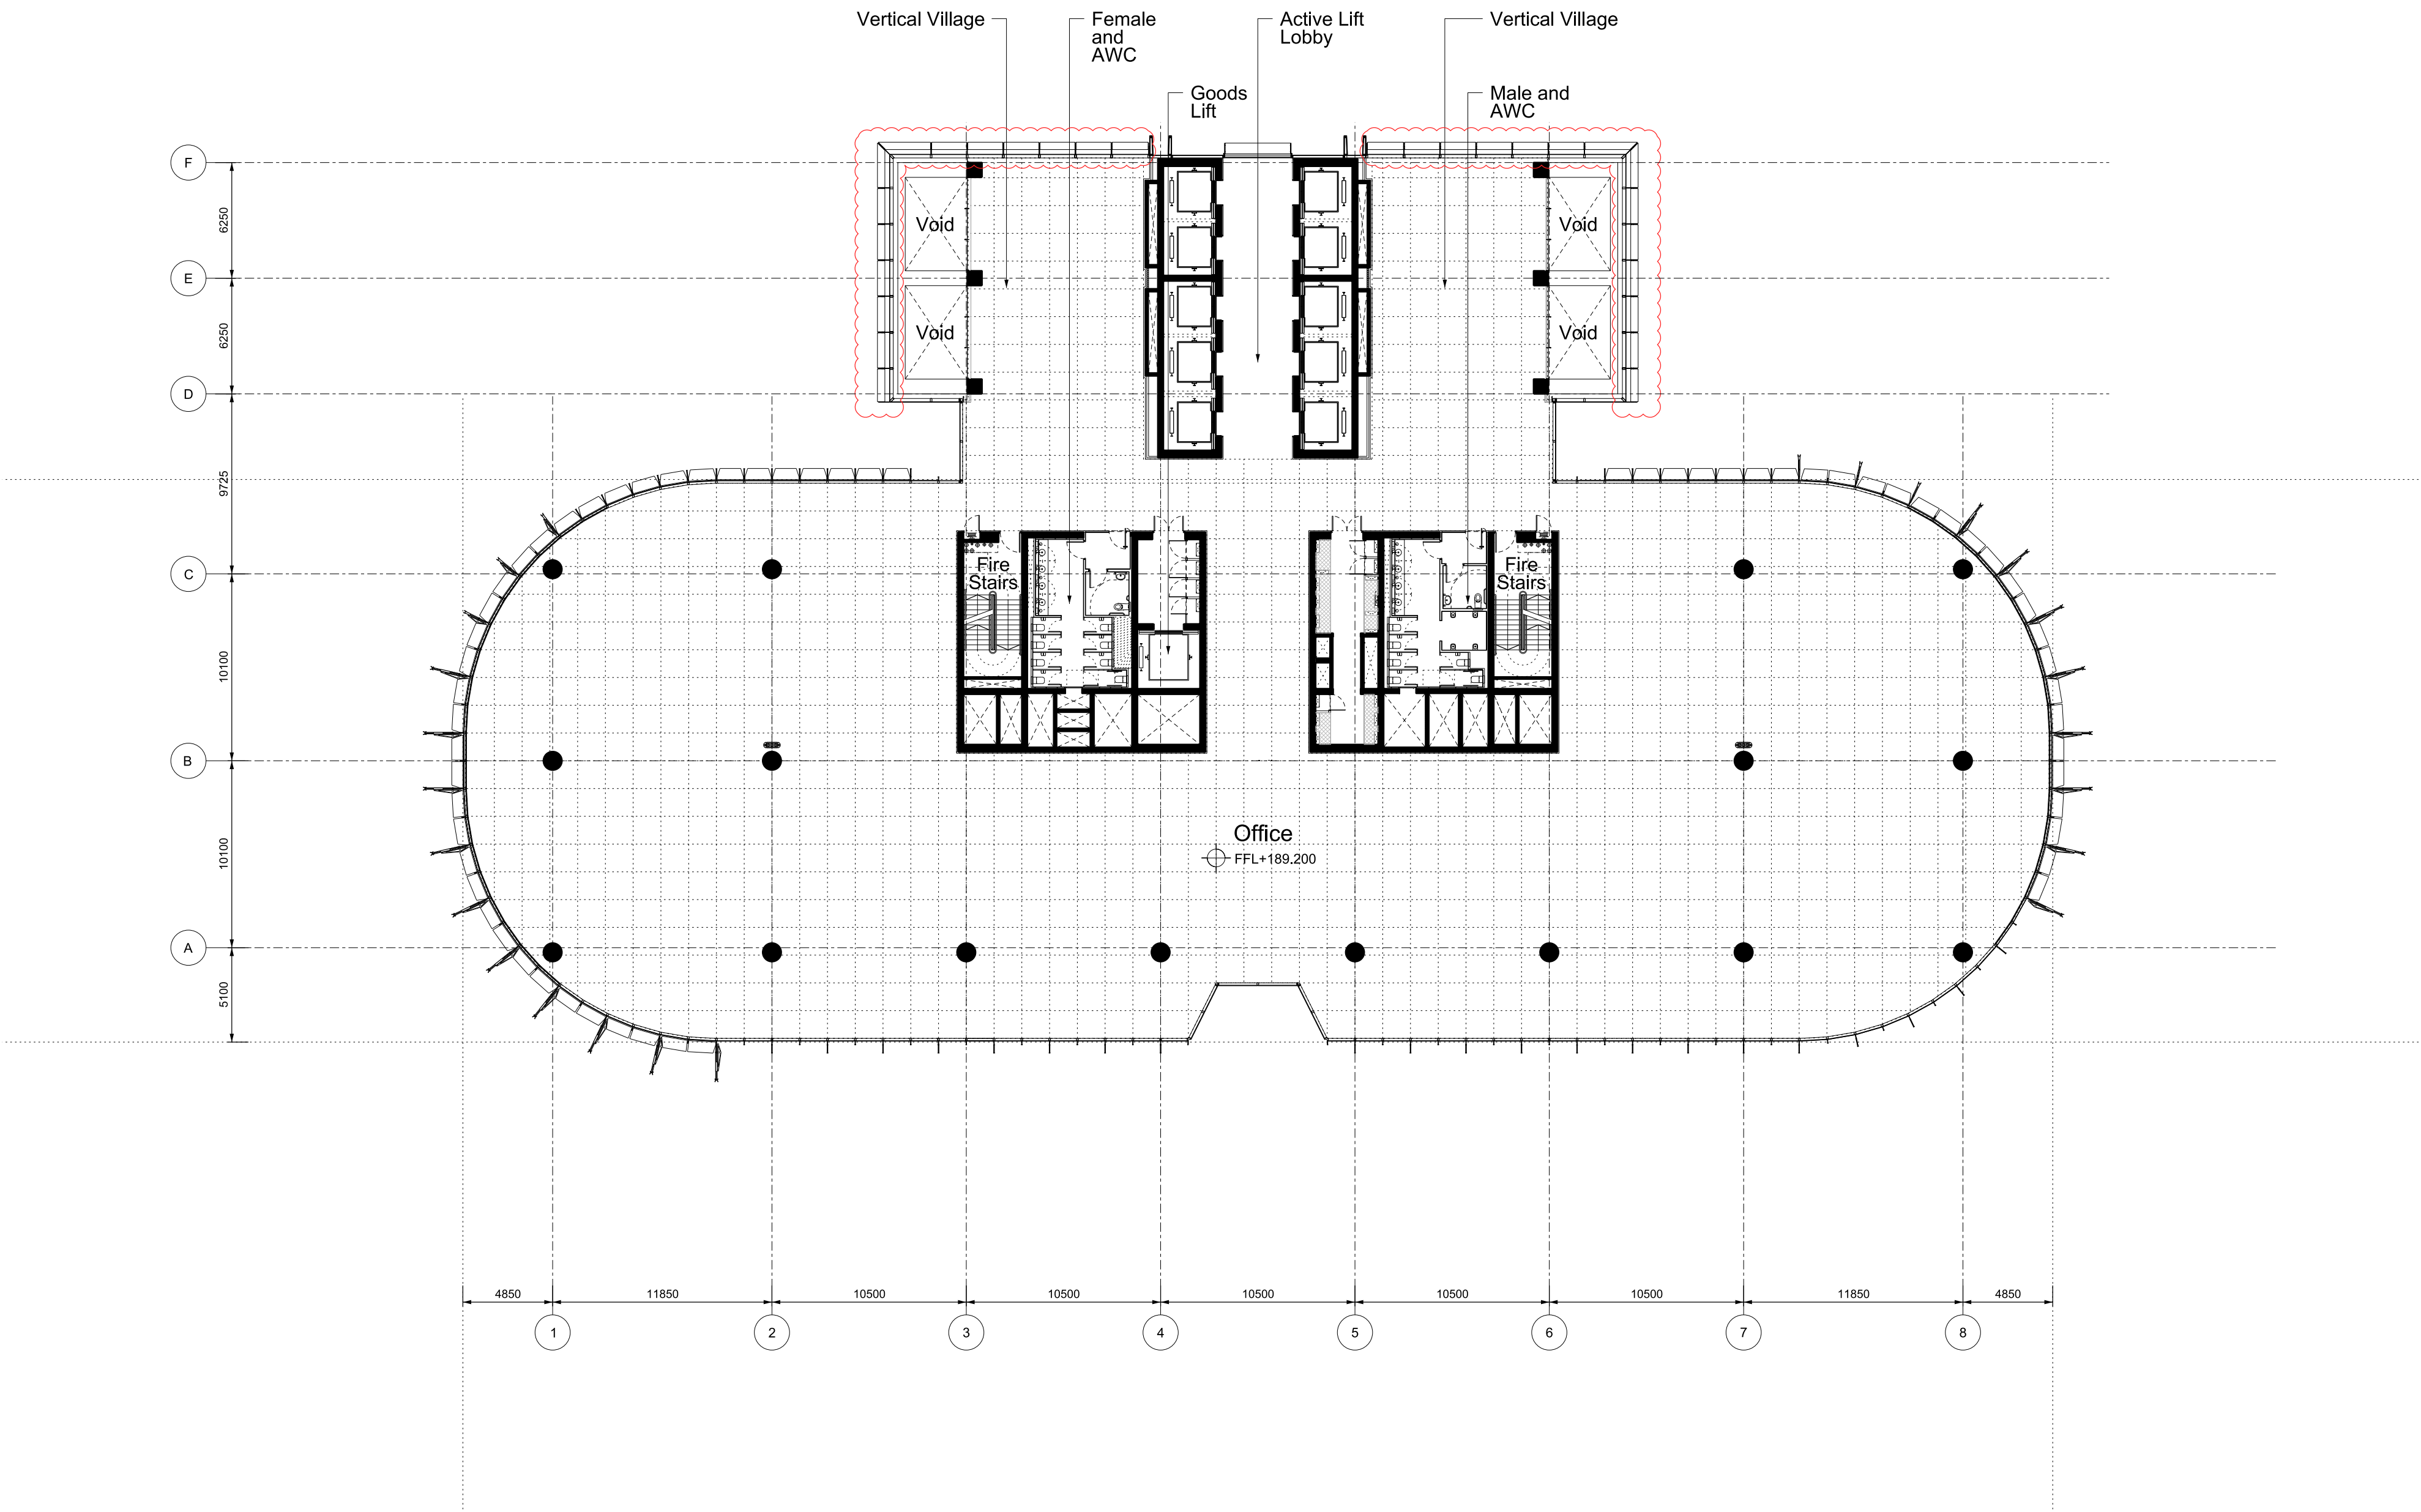 Vertical Village
Female
and
AWC
Active Lift
Lobby
Vertical Village
Goods
Lift
Male and
AWC
F
6250
Void
Void
E
6250
Void
Void
D
9725
C
Fire
Stairs
Fire
Stairs
10100
B
10100
Office
FFL+189.200
A
5100
4850
11850
10500
10500
10500
10500
10500
11850
4850
1
2
3
4
5
6
7
8